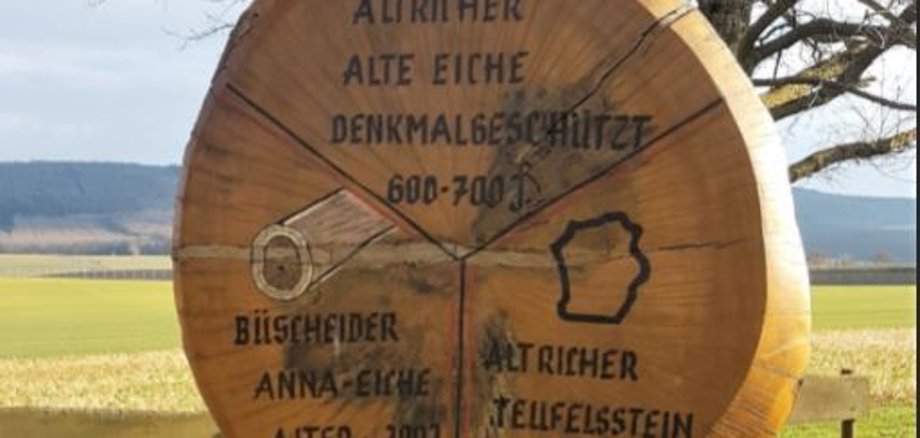 ALTRICHER
ALTE EICHE
DENKMALGESCHÜTZT
600-700 J.
BÜSCHEIDER
ANNA-EICHE
ALTRICHER
TEUFELSSTEIN